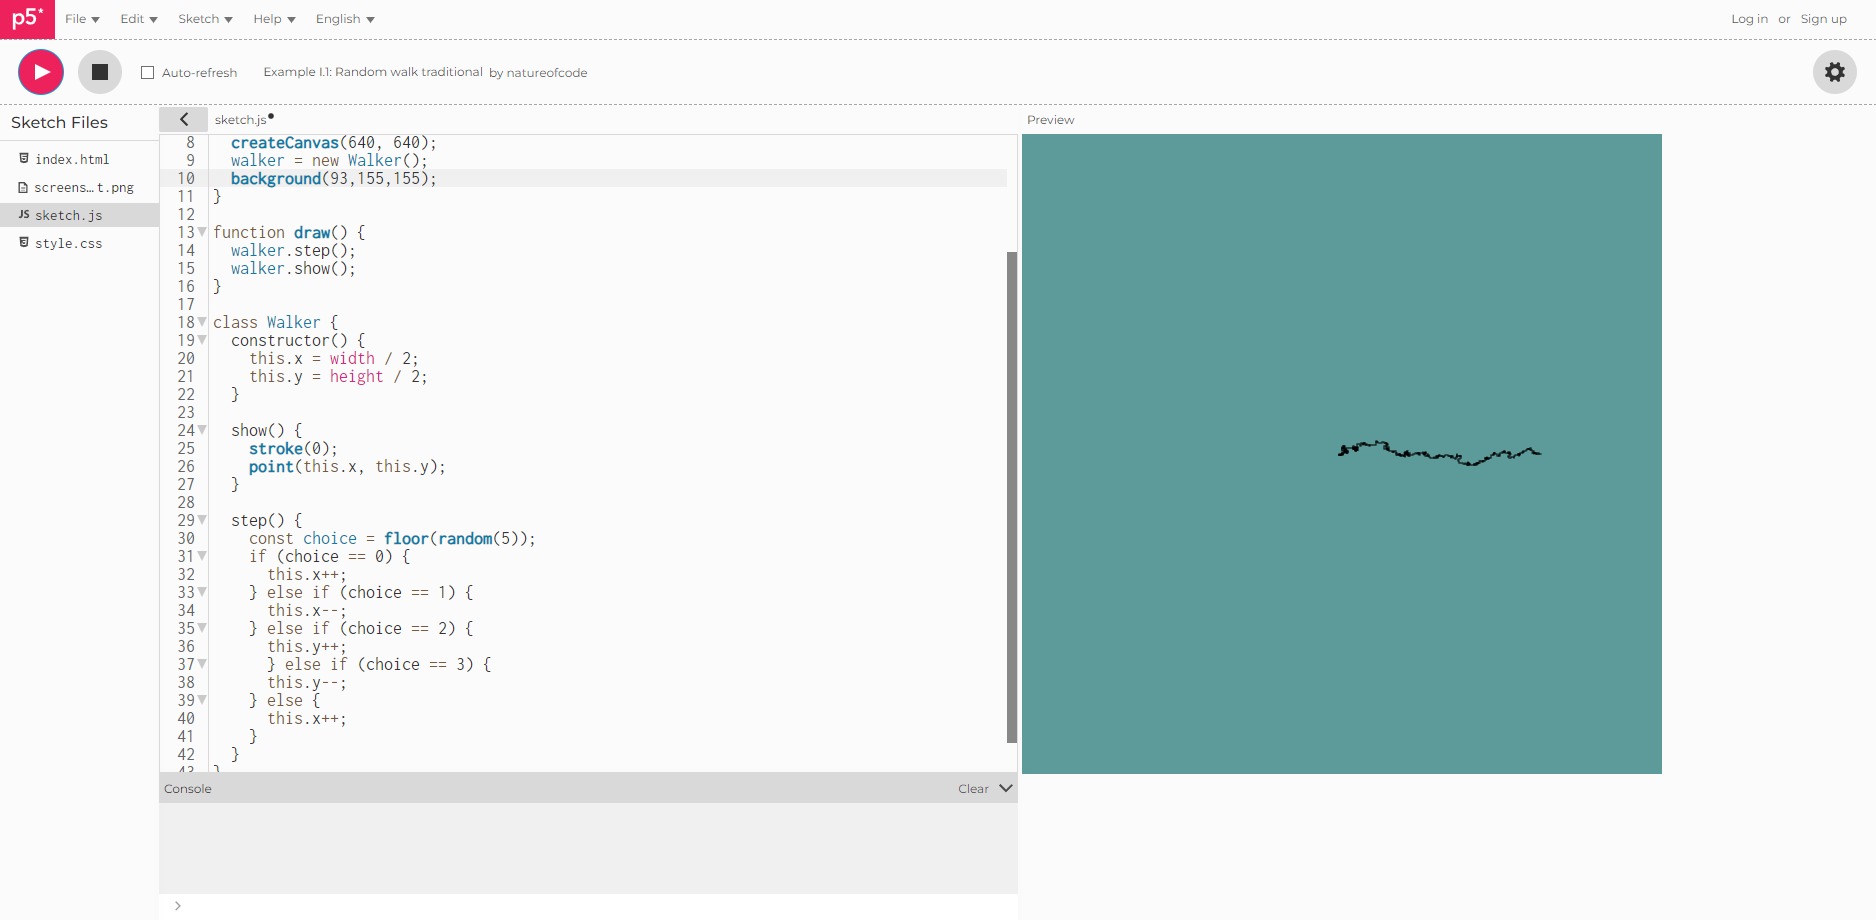 p5*
File
Edit
Sketch
Help
English
Log in or Sign up
Auto-refresh
Example I.1: Random walk traditional by natureofcode
Sketch Files
index.html
screens…t.png
JS sketch.js
style.css
sketch.js
8   createCanvas(640, 640);
9   walker = new Walker();
10   background(93,155,155);
11 }
12
13 function draw() {
14   walker.step();
15   walker.show();
16 }
17
18 class Walker {
19   constructor() {
20     this.x = width / 2;
21     this.y = height / 2;
22   }
23
24   show() {
25     stroke(0);
26     point(this.x, this.y);
27   }
28
29   step() {
30     const choice = floor(random(5));
31     if (choice == 0) {
32       this.x++;
33     } else if (choice == 1) {
34       this.x--;
35     } else if (choice == 2) {
36       this.y++;
37       } else if (choice == 3) {
38       this.y--;
39     } else {
40       this.x++;
41     }
42   }
43 }
Console
Clear
>
Preview